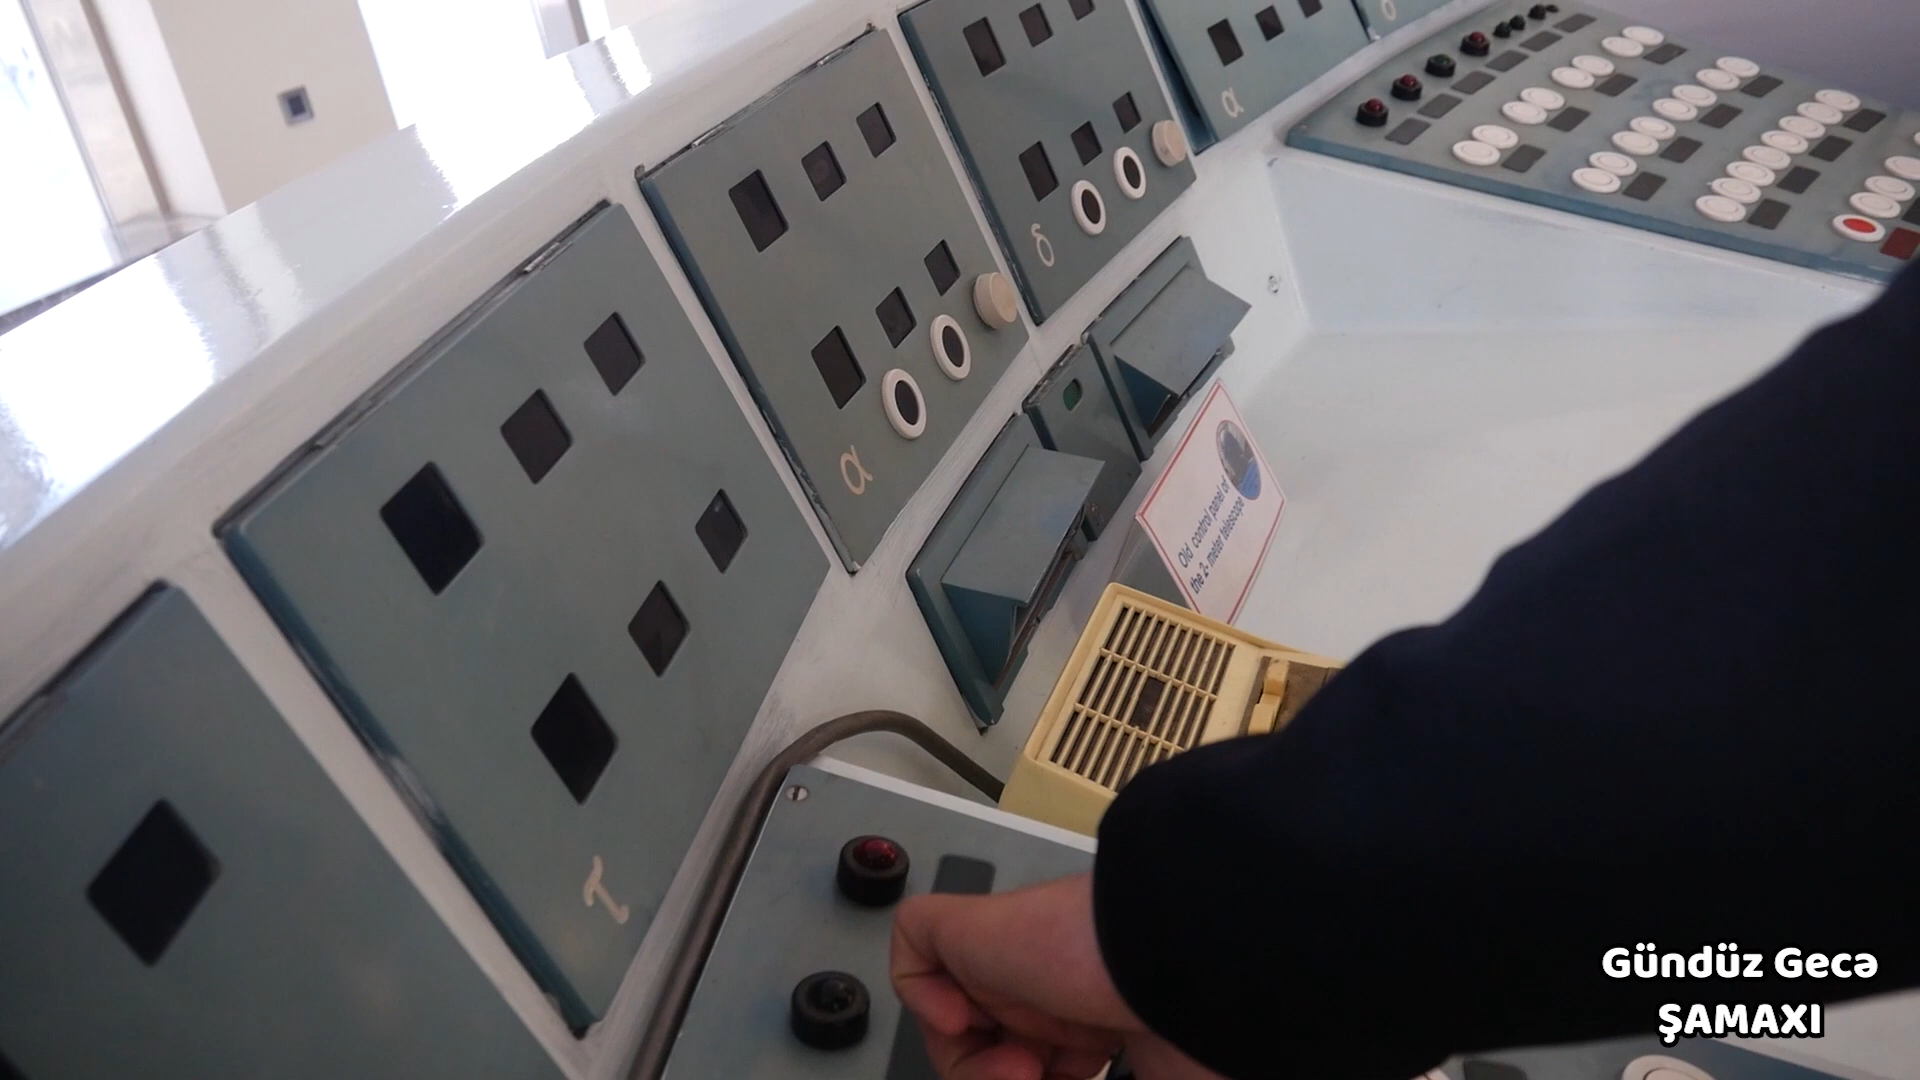 δ
α
δ
α
τ
Old control panel of
the 2- meter telescope
Gündüz Gecə
ŞAMAXI